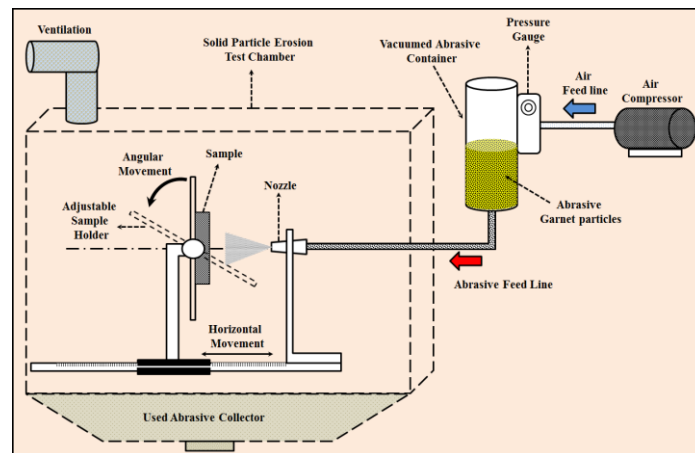 Ventilation
Solid Particle Erosion
Test Chamber
Vacuumed Abrasive
Container
Pressure
Gauge
Air
Feed line
Air
Compressor
Angular
Movement
Sample
Nozzle
Adjustable
Sample
Holder
Abrasive
Garnet particles
Abrasive Feed Line
Horizontal
Movement
Used Abrasive Collector